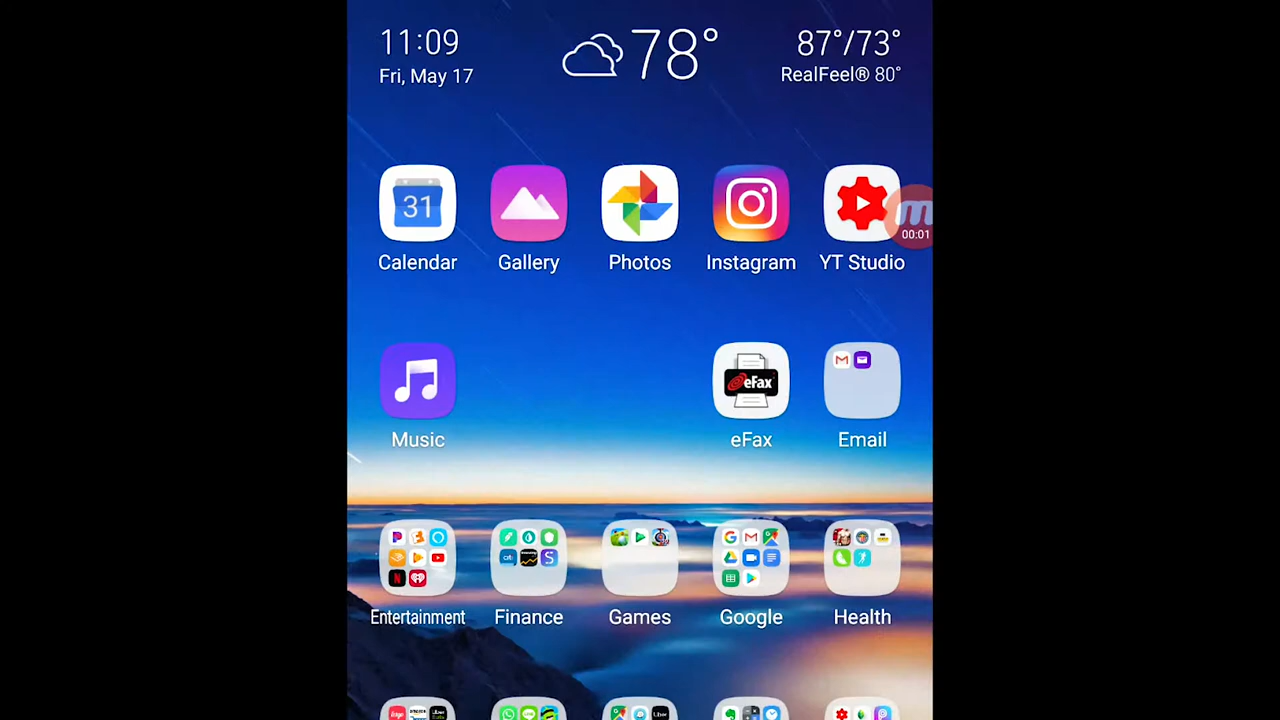 11:09
78°
87°/73°
Fri, May 17
RealFeel® 80°
31
00:01
Calendar
Gallery
Photos
Instagram
YT Studio
eFax
Music
eFax
Email
Entertainment
Finance
Games
Google
Health